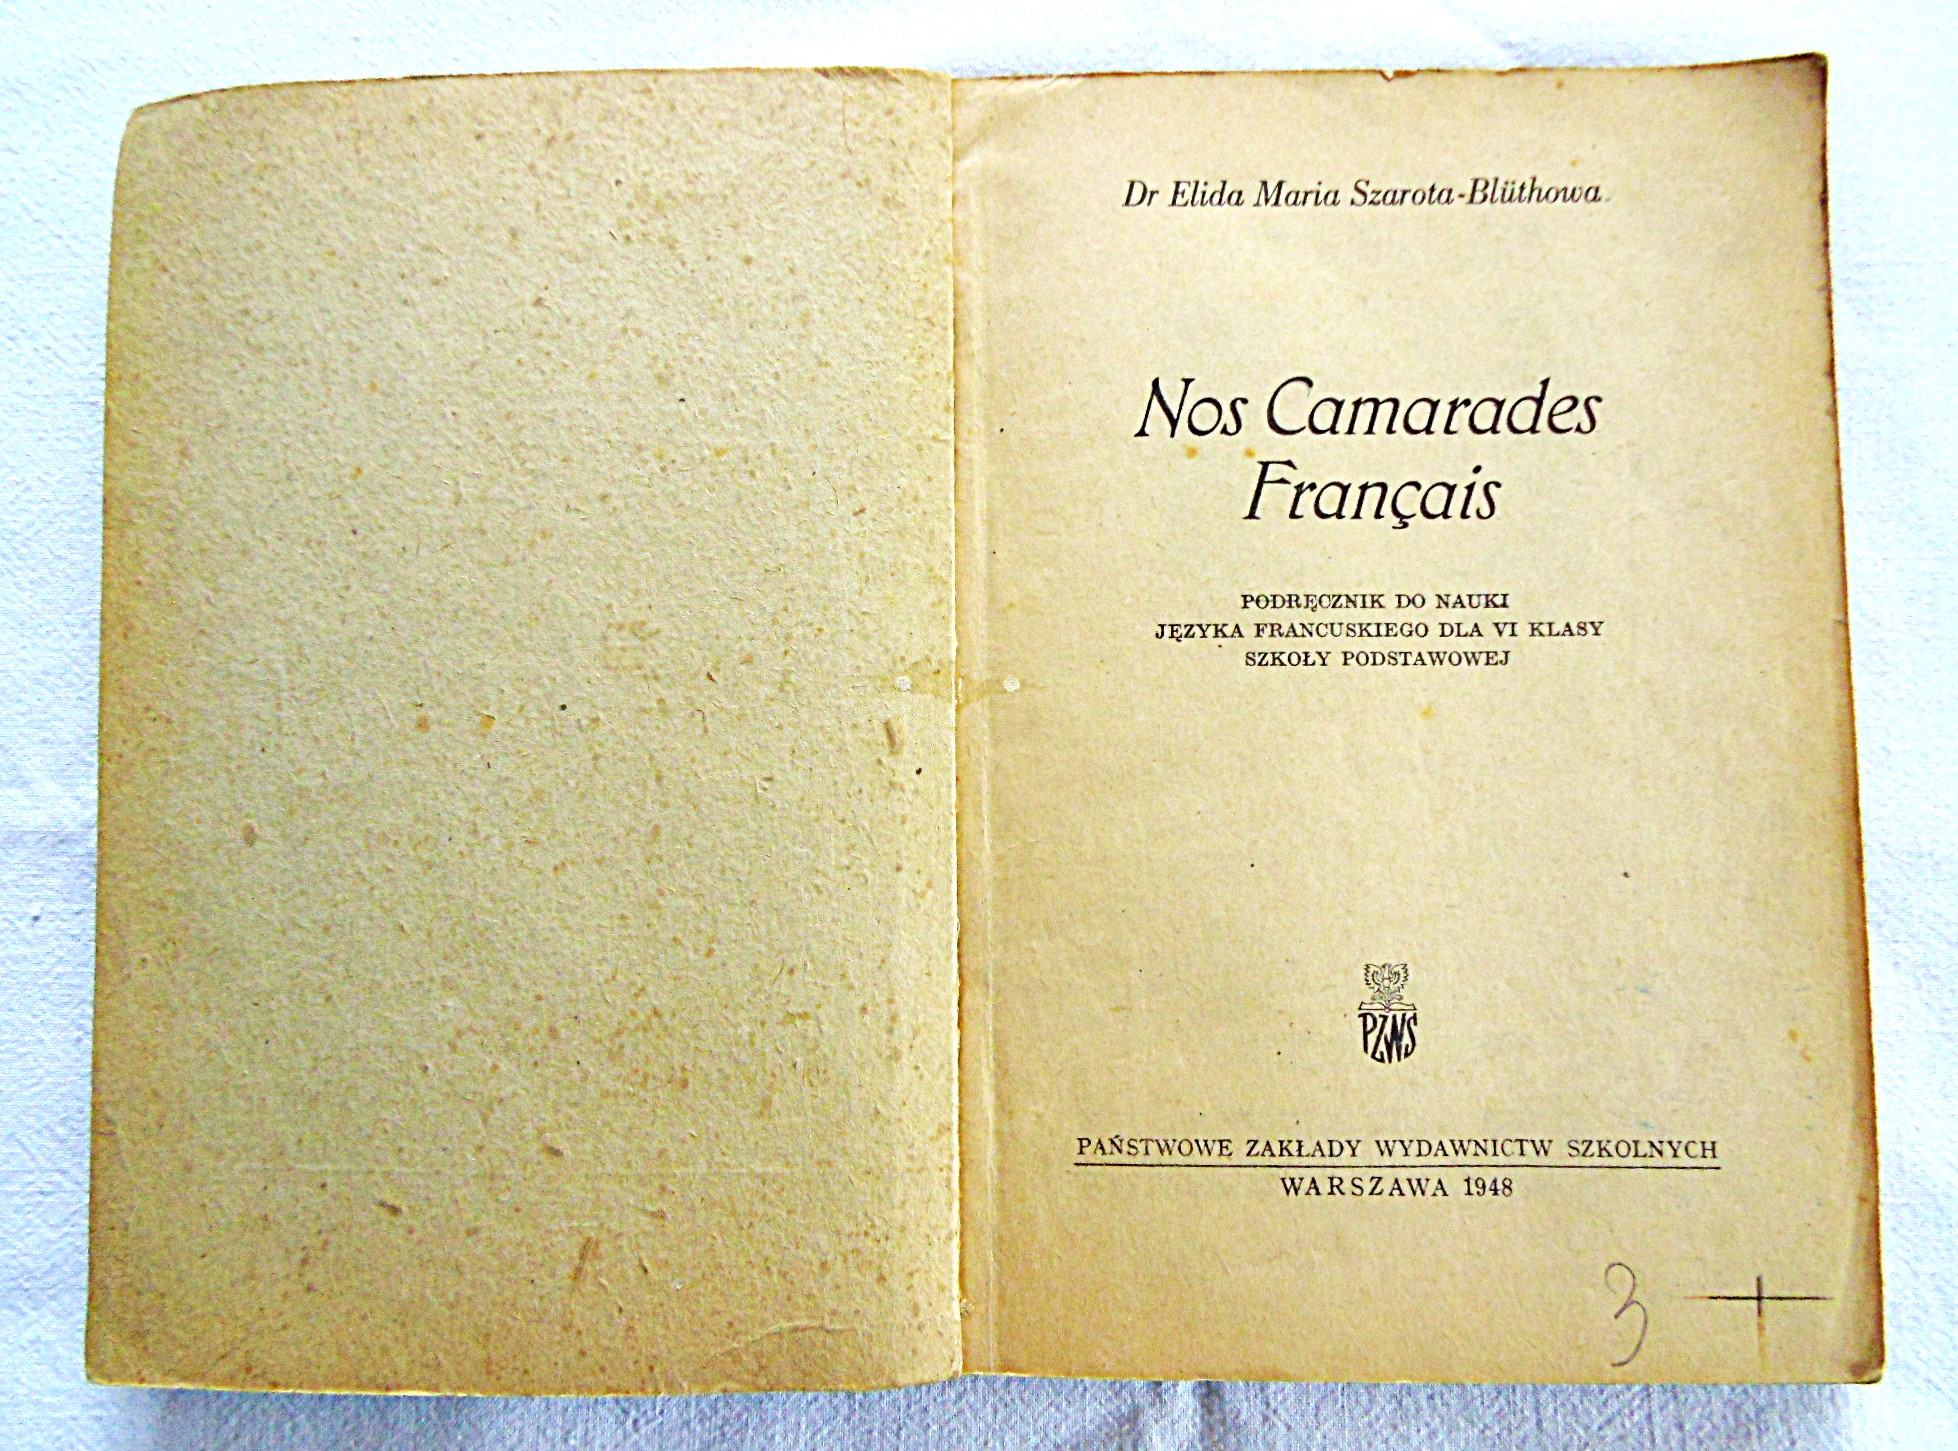 Dr Elida Maria Szarota-Blüthowa
Nos Camarades
Français
PODRĘCZNIK DO NAUKI
JĘZYKA FRANCUSKIEGO DLA VI KLASY
SZKOŁY PODSTAWOWEJ
PZWS
PAŃSTWOWE ZAKŁADY WYDAWNICTW SZKOLNYCH
WARSZAWA 1948
3 +